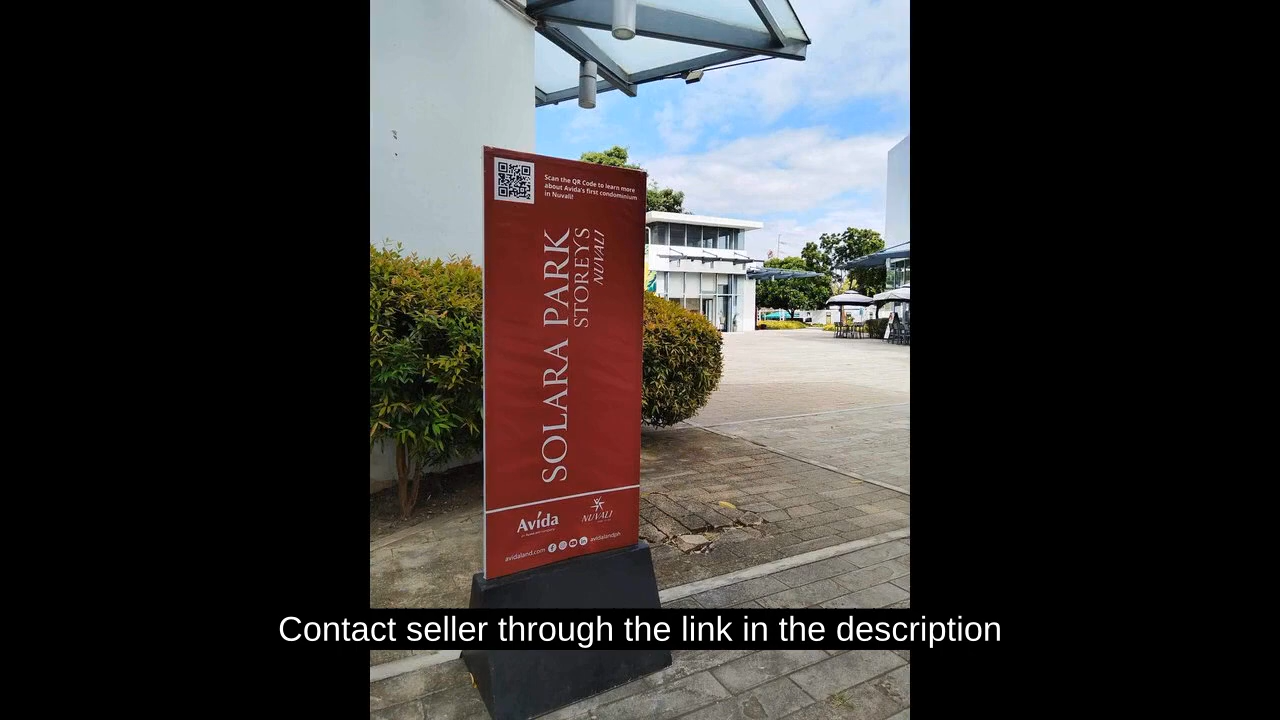 Scan the QR Code to learn more
about Avida's first condominium
in Nuvali!
SOLARA PARK
STOREYS
NUVALI
Avida
NUVALI
avidaland.com
avidalandph
Contact seller through the link in the description